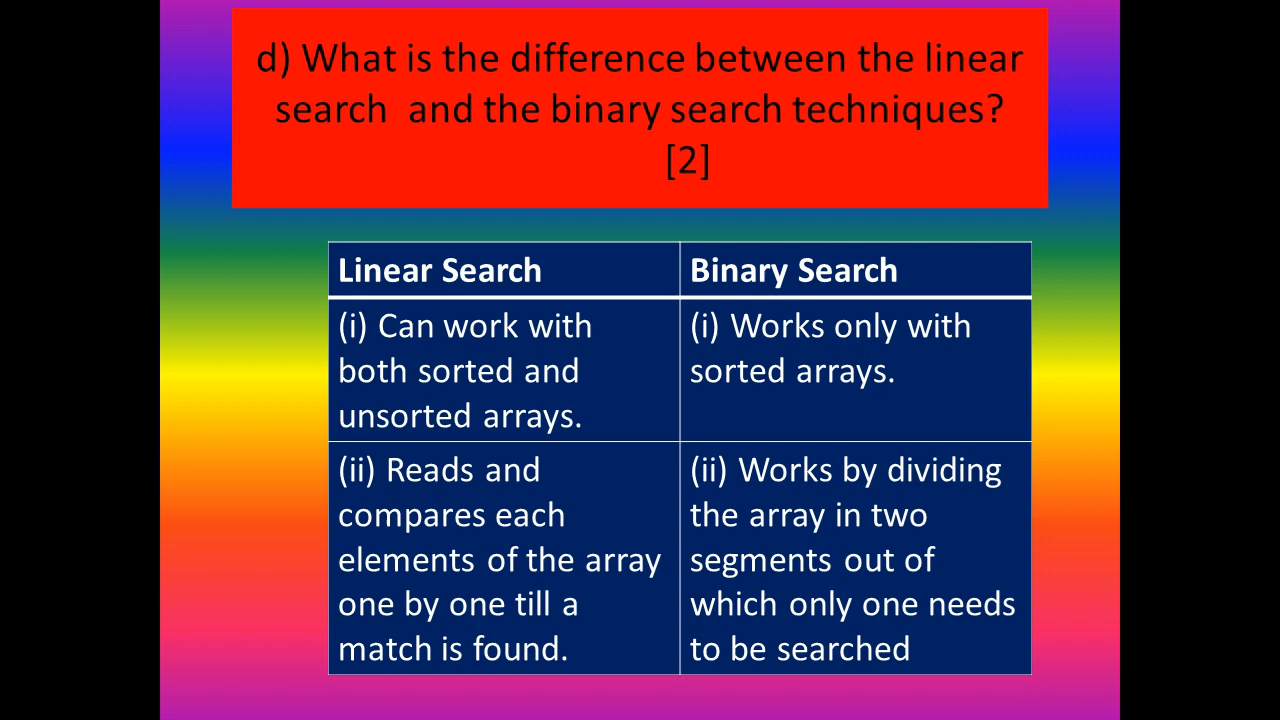 d) What is the difference between the linear
search and the binary search techniques?
[2]
Linear Search
Binary Search
(i) Can work with
both sorted and
unsorted arrays.
(i) Works only with
sorted arrays.
(ii) Reads and
compares each
elements of the array
one by one till a
match is found.
(ii) Works by dividing
the array in two
segments out of
which only one needs
to be searched